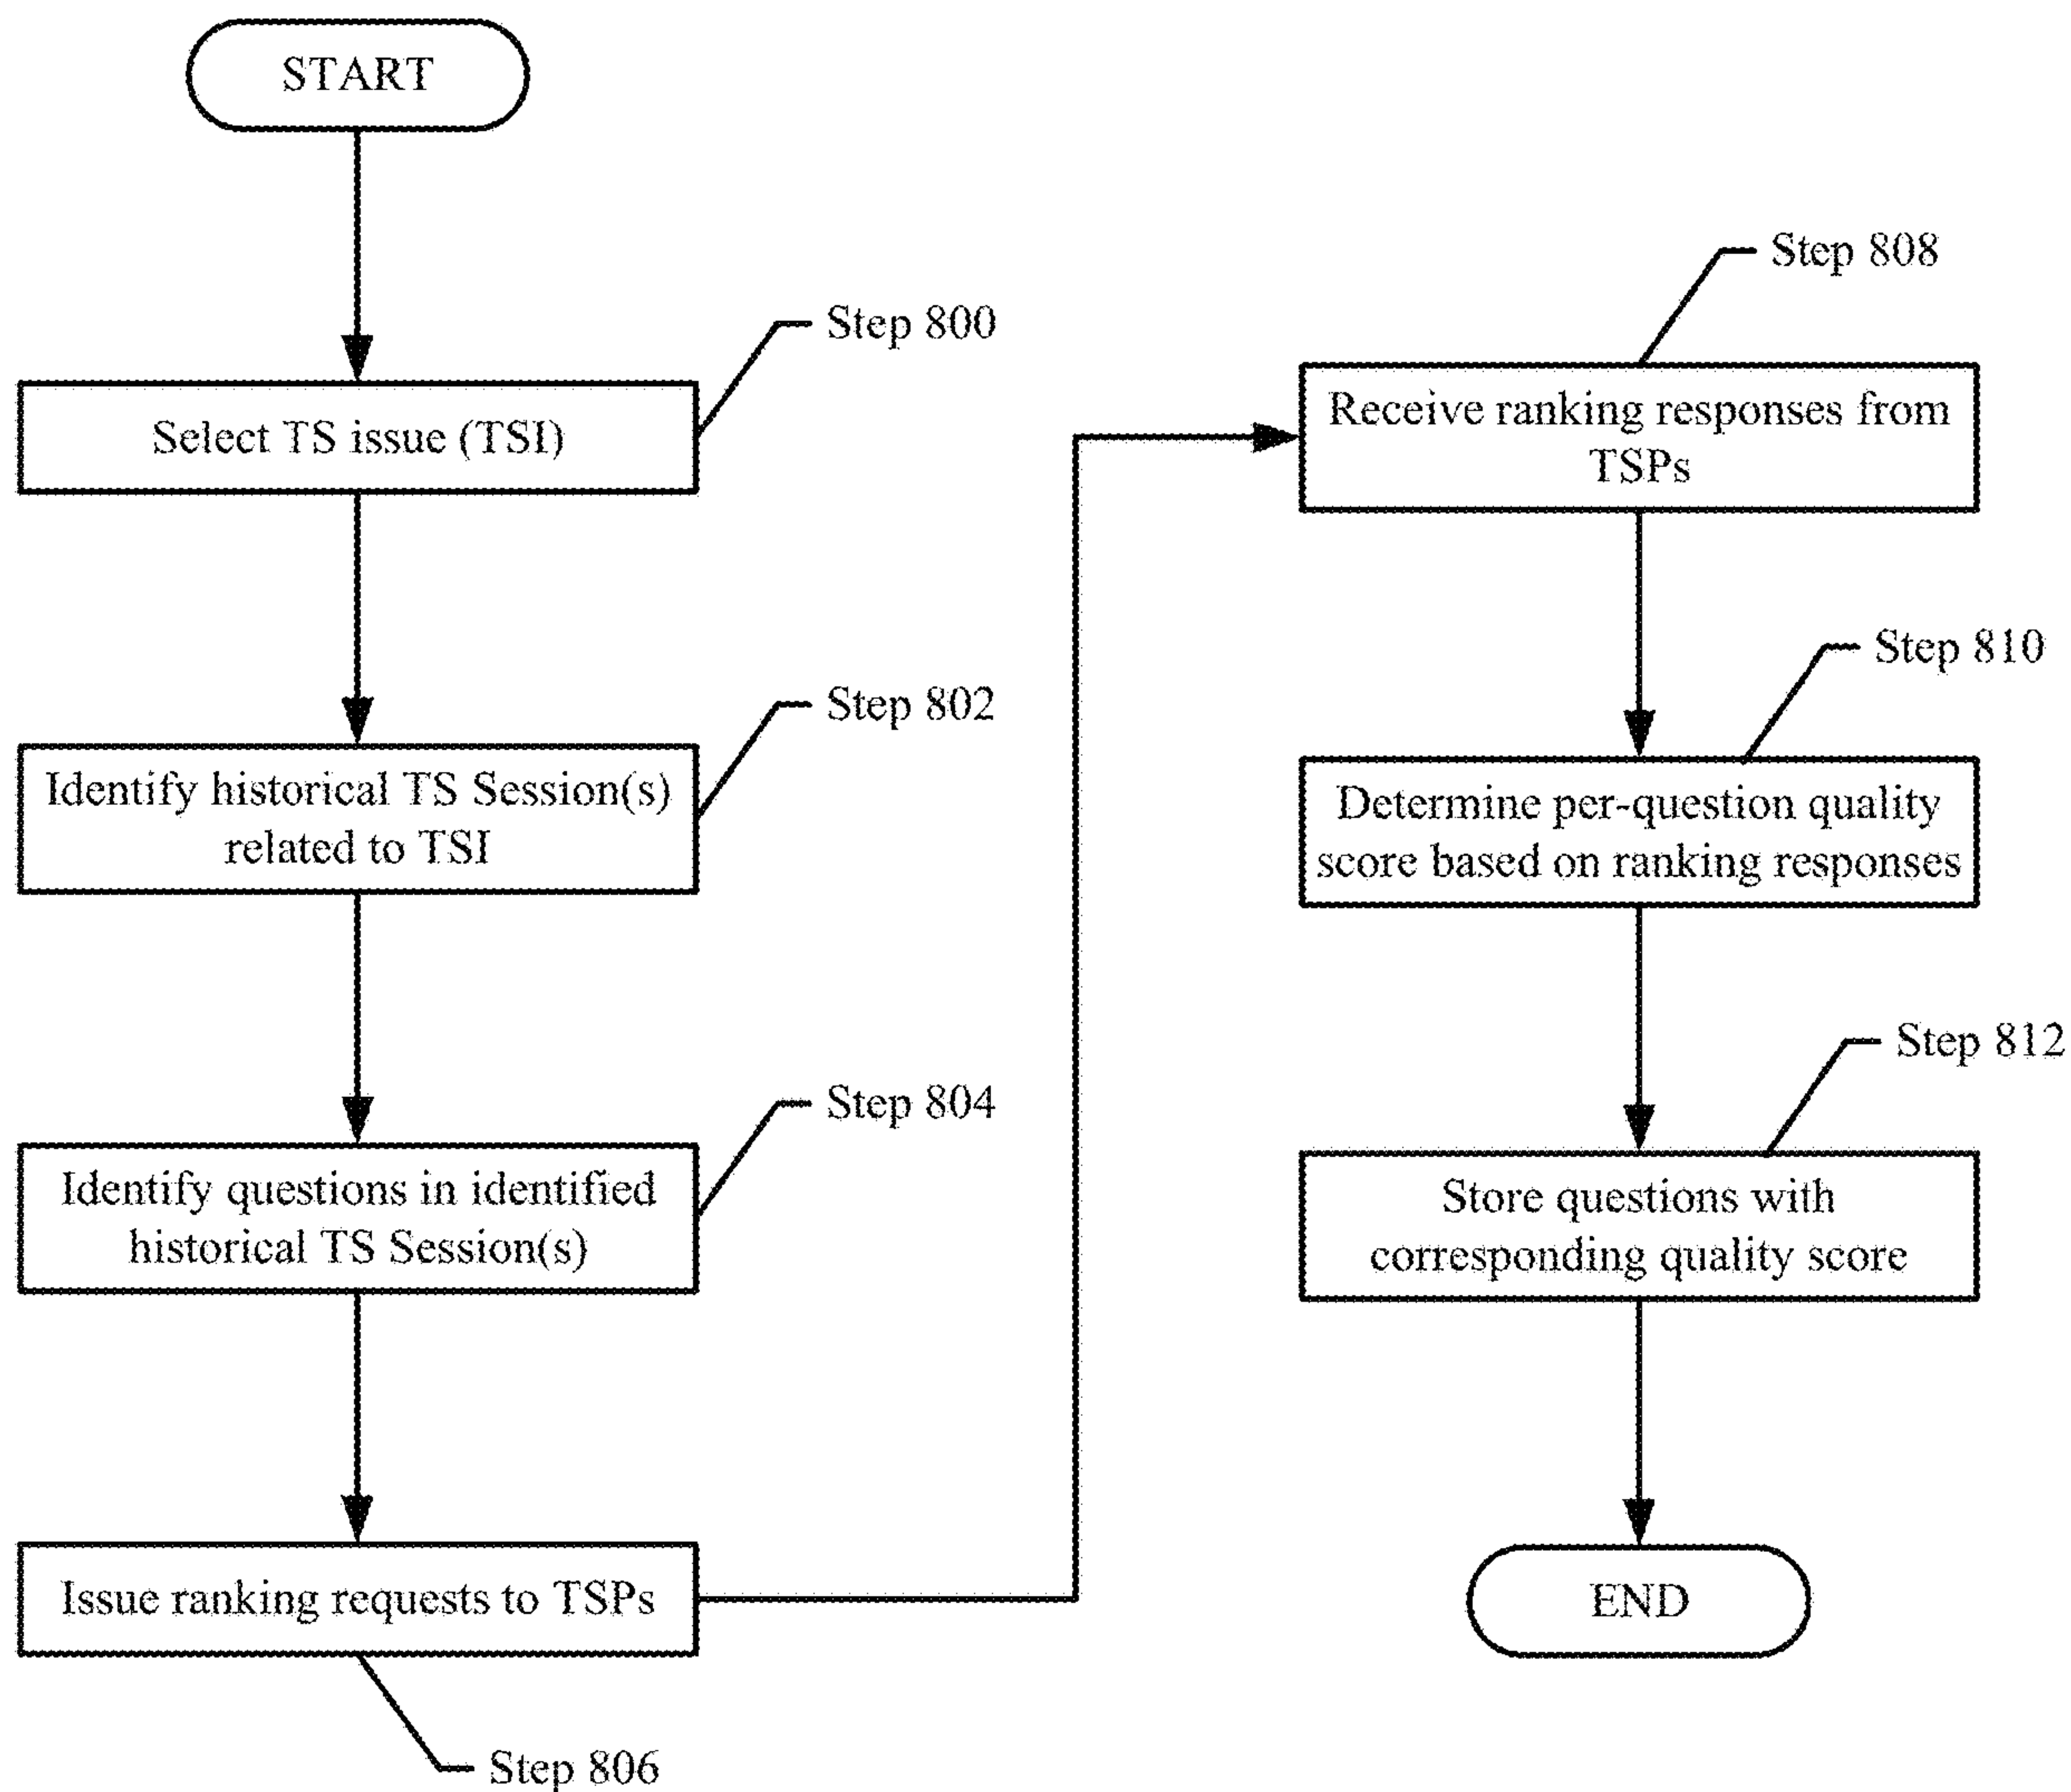 START
Step 800
Select TS issue (TSI)
Step 802
Identify historical TS Session(s)
related to TSI
Step 804
Identify questions in identified
historical TS Session(s)
Issue ranking requests to TSPs
Step 806
Step 808
Receive ranking responses from
TSPs
Step 810
Determine per-question quality
score based on ranking responses
Step 812
Store questions with
corresponding quality score
END